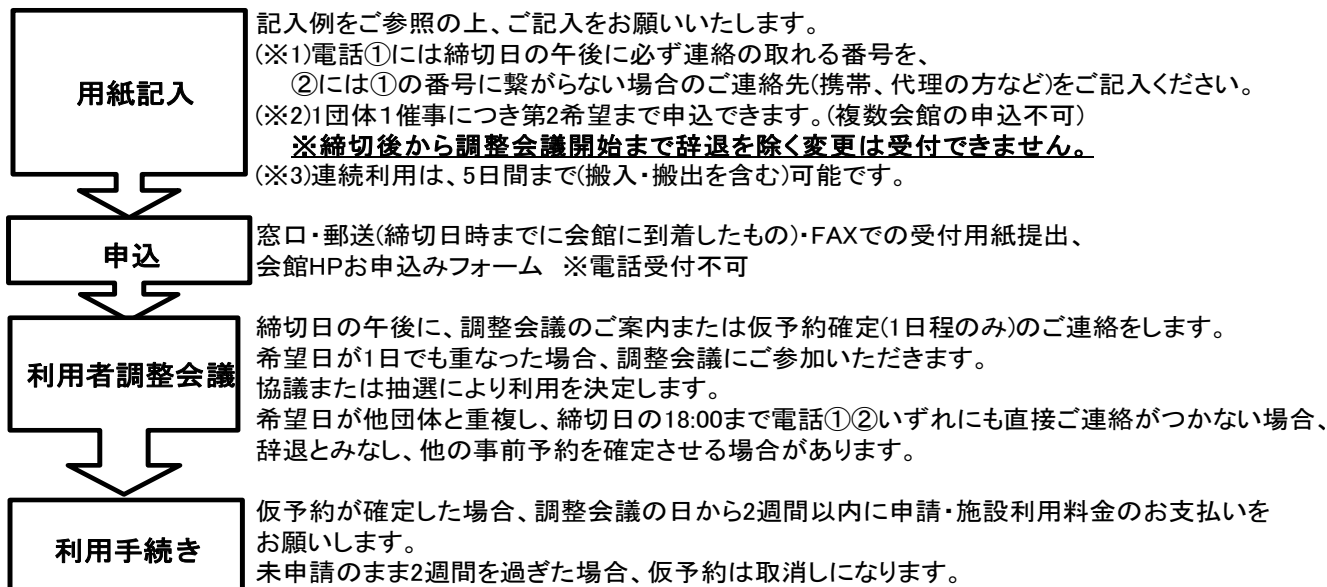 用紙記入
記入例をご参照の上、ご記入をお願いいたします。
(※1)電話①には締切日の午後に必ず連絡の取れる番号を、
②には①の番号に繋がらない場合のご連絡先(携帯、代理の方など)をご記入ください。
(※2)1団体1催事につき第2希望まで申込できます。(複数会館の申込不可)
※締切後から調整会議開始まで辞退を除く変更は受付できません。
(※3)連続利用は、5日間まで(搬入・搬出を含む)可能です。
申込
窓口・郵送(締切日時までに会館に到着したもの)・FAXでの受付用紙提出、
会館HPお申込みフォーム ※電話受付不可
利用者調整会議
締切日の午後に、調整会議のご案内または仮予約確定(1日程のみ)のご連絡をします。
希望日が1日でも重なった場合、調整会議にご参加いただきます。
協議または抽選により利用を決定します。
希望日が他団体と重複し、締切日の18:00まで電話①②いずれにも直接ご連絡がつかない場合、
辞退とみなし、他の事前予約を確定させる場合があります。
利用手続き
仮予約が確定した場合、調整会議の日から2週間以内に申請・施設利用料金のお支払いを
お願いします。
未申請のまま2週間を過ぎた場合、仮予約は取消しになります。